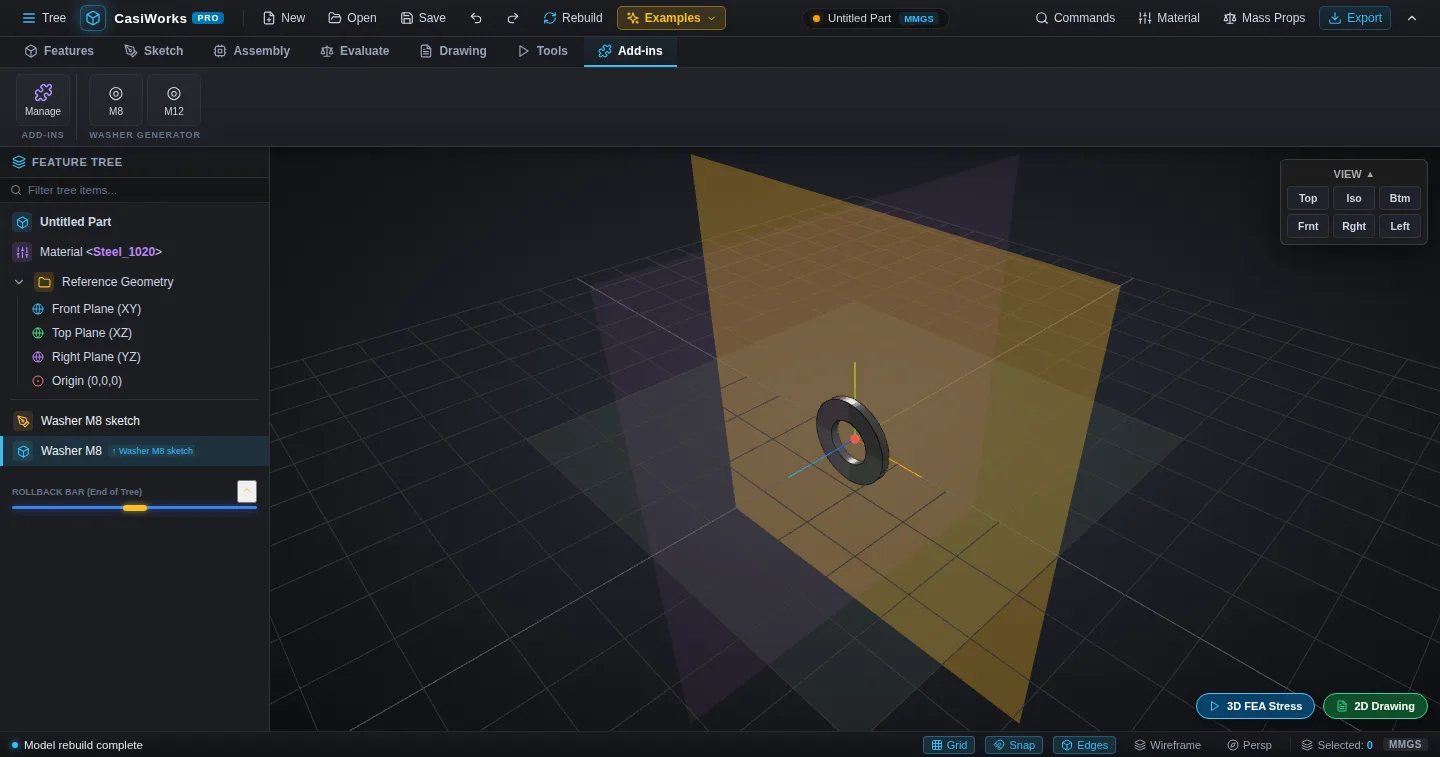 Tree CasiWorks PRO New Open Save Rebuild Examples Untitled Part MMGS Commands Material Mass Props Export
Features Sketch Assembly Evaluate Drawing Tools Add-ins
Manage M8 M12
ADD-INS WASHER GENERATOR
FEATURE TREE
Filter tree items...
Untitled Part
Material <Steel_1020>
Reference Geometry
Front Plane (XY)
Top Plane (XZ)
Right Plane (YZ)
Origin (0,0,0)
Washer M8 sketch
Washer M8 ↑ Washer M8 sketch
ROLLBACK BAR (End of Tree)
VIEW ▲
Top Iso Btm
Frnt Rght Left
3D FEA Stress 2D Drawing
Model rebuild complete Grid Snap Edges Wireframe Persp Selected: 0 MMGS